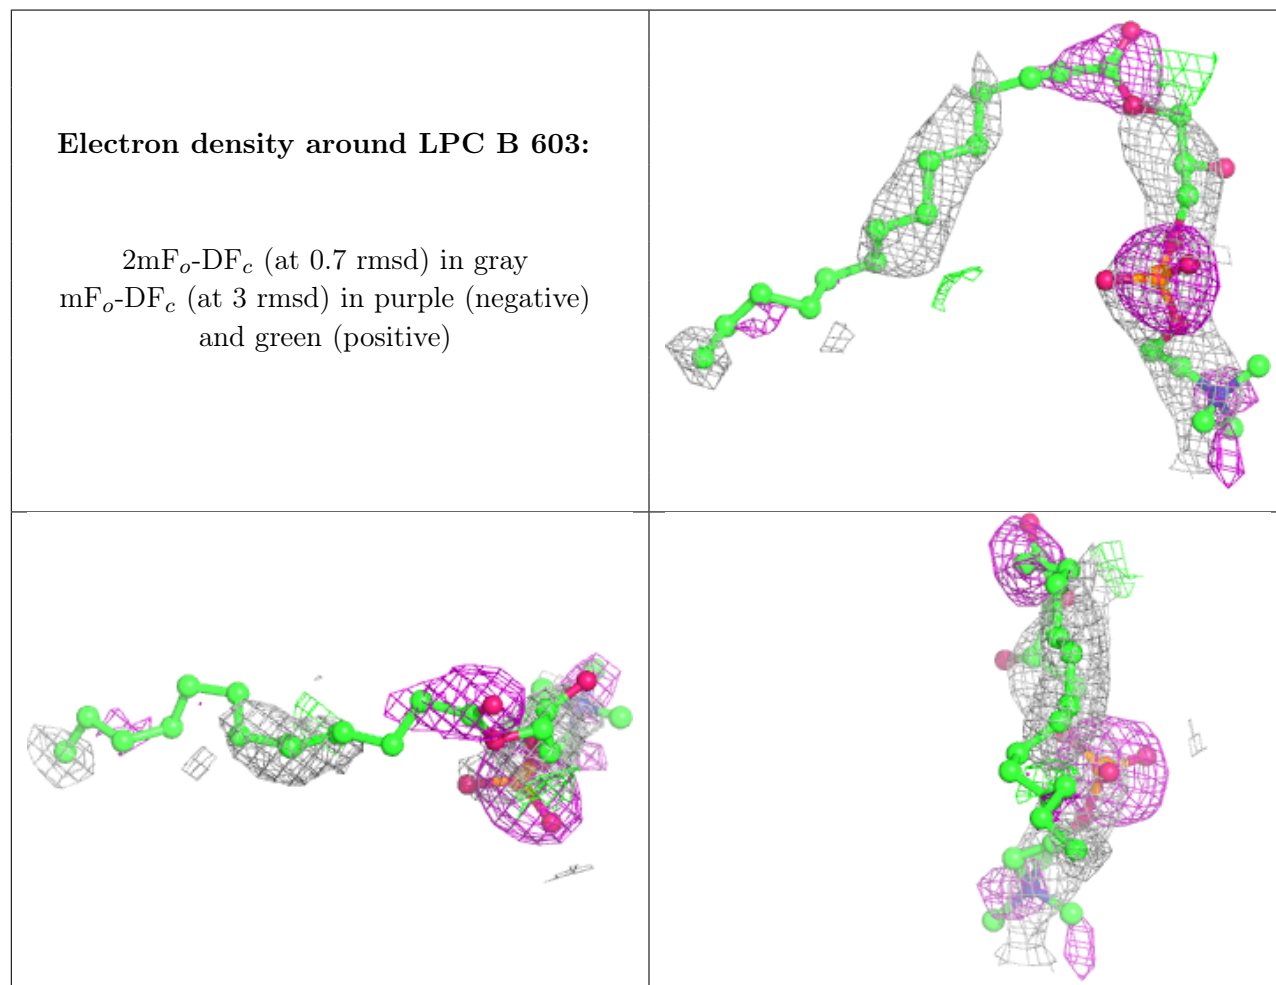 Electron density around LPC B 603:
2mFo-DFc (at 0.7 rmsd) in gray
mFo-DFc (at 3 rmsd) in purple (negative)
and green (positive)